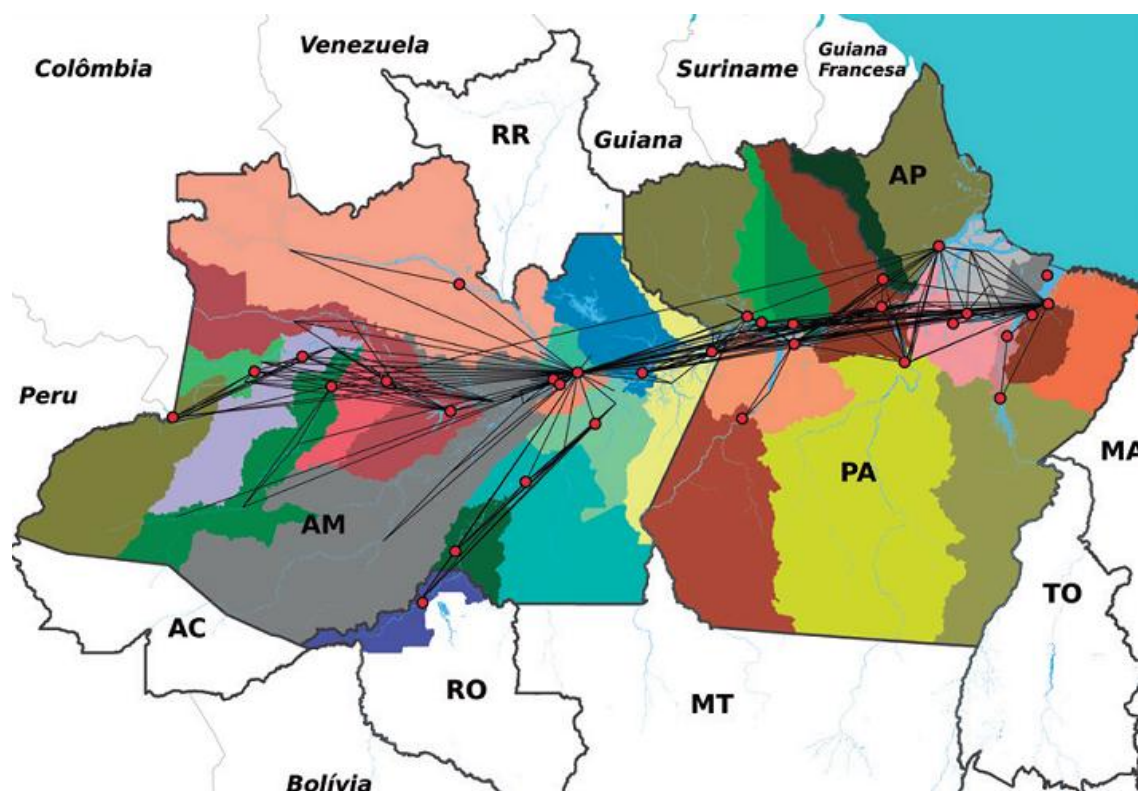 Venezuela
Colômbia
Suriname
Guiana
Francesa
RR
Guiana
AP
Peru
MA
PA
AM
TO
AC
RO
MT
Bolívia